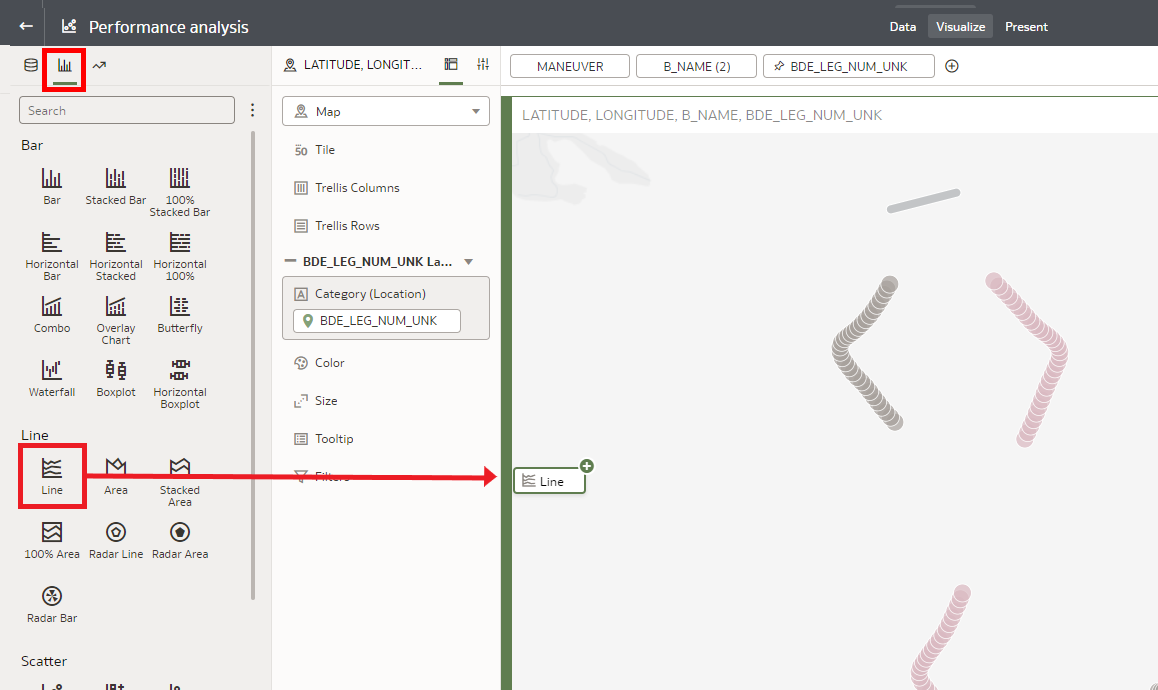 Performance analysis
Data
Visualize
Present
Search
Bar
Bar
Stacked Bar
100%
Stacked Bar
Horizontal
Bar
Horizontal
Stacked
Horizontal
100%
Combo
Overlay
Chart
Butterfly
Waterfall
Boxplot
Horizontal
Boxplot
Line
Line
Area
Stacked
Area
100% Area
Radar Line
Radar Area
Radar Bar
Scatter
LATITUDE, LONGIT...
Map
50 Tile
Trellis Columns
Trellis Rows
BDE_LEG_NUM_UNK La...
A Category (Location)
BDE_LEG_NUM_UNK
Color
Size
Tooltip
Filters
MANEUVER
B_NAME (2)
BDE_LEG_NUM_UNK
LATITUDE, LONGITUDE, B_NAME, BDE_LEG_NUM_UNK
Line